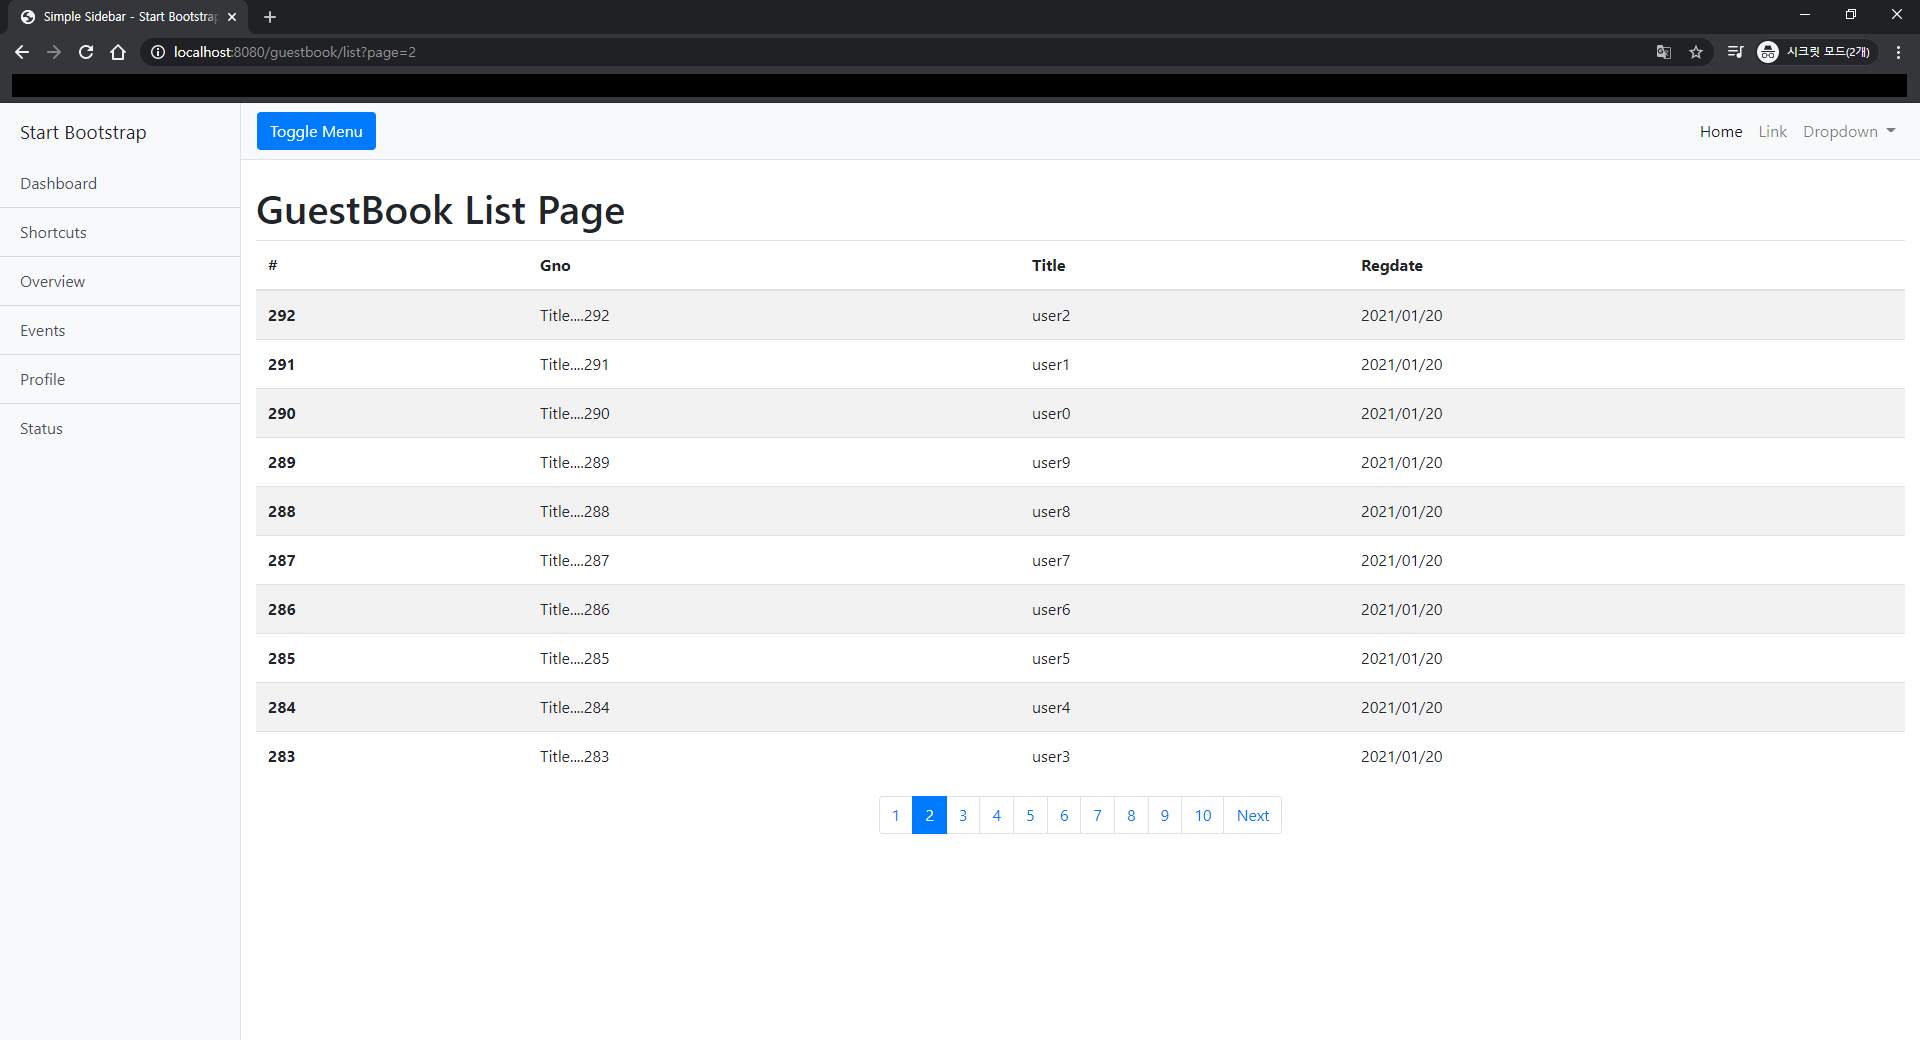 Simple Sidebar - Start Bootstrap
localhost:8080/guestbook/list?page=2
시크릿 모드(2개)
Start Bootstrap
Toggle Menu
Home Link Dropdown
Dashboard
Shortcuts
Overview
Events
Profile
Status
GuestBook List Page
# Gno Title Regdate
292 Title....292 user2 2021/01/20
291 Title....291 user1 2021/01/20
290 Title....290 user0 2021/01/20
289 Title....289 user9 2021/01/20
288 Title....288 user8 2021/01/20
287 Title....287 user7 2021/01/20
286 Title....286 user6 2021/01/20
285 Title....285 user5 2021/01/20
284 Title....284 user4 2021/01/20
283 Title....283 user3 2021/01/20
1 2 3 4 5 6 7 8 9 10 Next